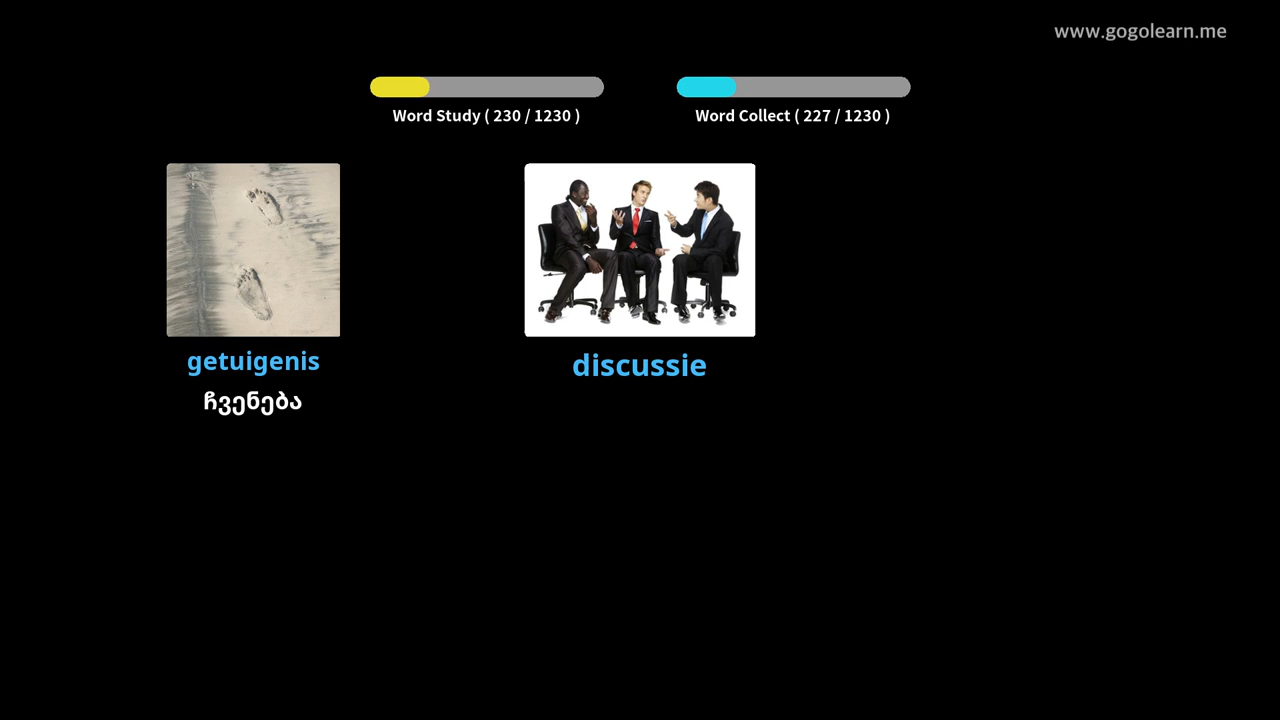 www.gogolearn.me
Word Study ( 230 / 1230 )
Word Collect ( 227 / 1230 )
getuigenis
ჩვენება
discussie